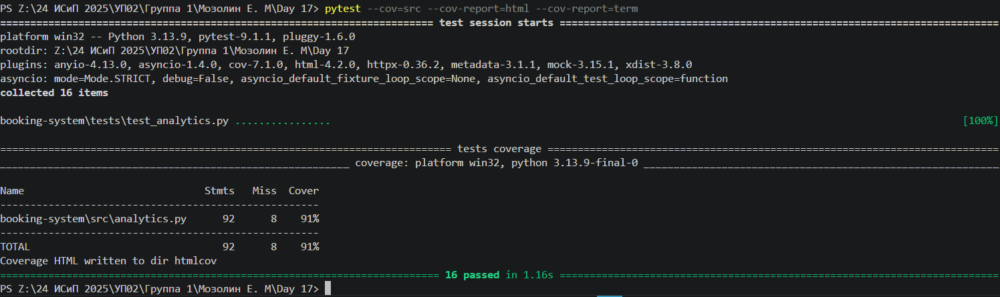 PS Z:\24 ИСиП 2025\УП02\Группа 1\Мозолин Е. М\Day 17> pytest --cov=src --cov-report=html --cov-report=term
======================================================================== test session starts =========================================================================
platform win32 -- Python 3.13.9, pytest-9.1.1, pluggy-1.6.0
rootdir: Z:\24 ИСиП 2025\УП02\Группа 1\Мозолин Е. М\Day 17
plugins: anyio-4.13.0, asyncio-1.4.0, cov-7.1.0, html-4.2.0, httpx-0.36.2, metadata-3.1.1, mock-3.15.1, xdist-3.8.0
asyncio: mode=Mode.STRICT, debug=False, asyncio_default_fixture_loop_scope=None, asyncio_default_test_loop_scope=function
collected 16 items
booking-system\tests\test_analytics.py ................ [100%]
=========================================================================== tests coverage ===========================================================================
__________________________________________________________ coverage: platform win32, python 3.13.9-final-0 ___________________________________________________________
Name                              Stmts   Miss  Cover
-----------------------------------------------------
booking-system\src\analytics.py      92      8    91%
-----------------------------------------------------
TOTAL                                92      8    91%
Coverage HTML written to dir htmlcov
========================================================================= 16 passed in 1.16s =========================================================================
PS Z:\24 ИСиП 2025\УП02\Группа 1\Мозолин Е. М\Day 17>